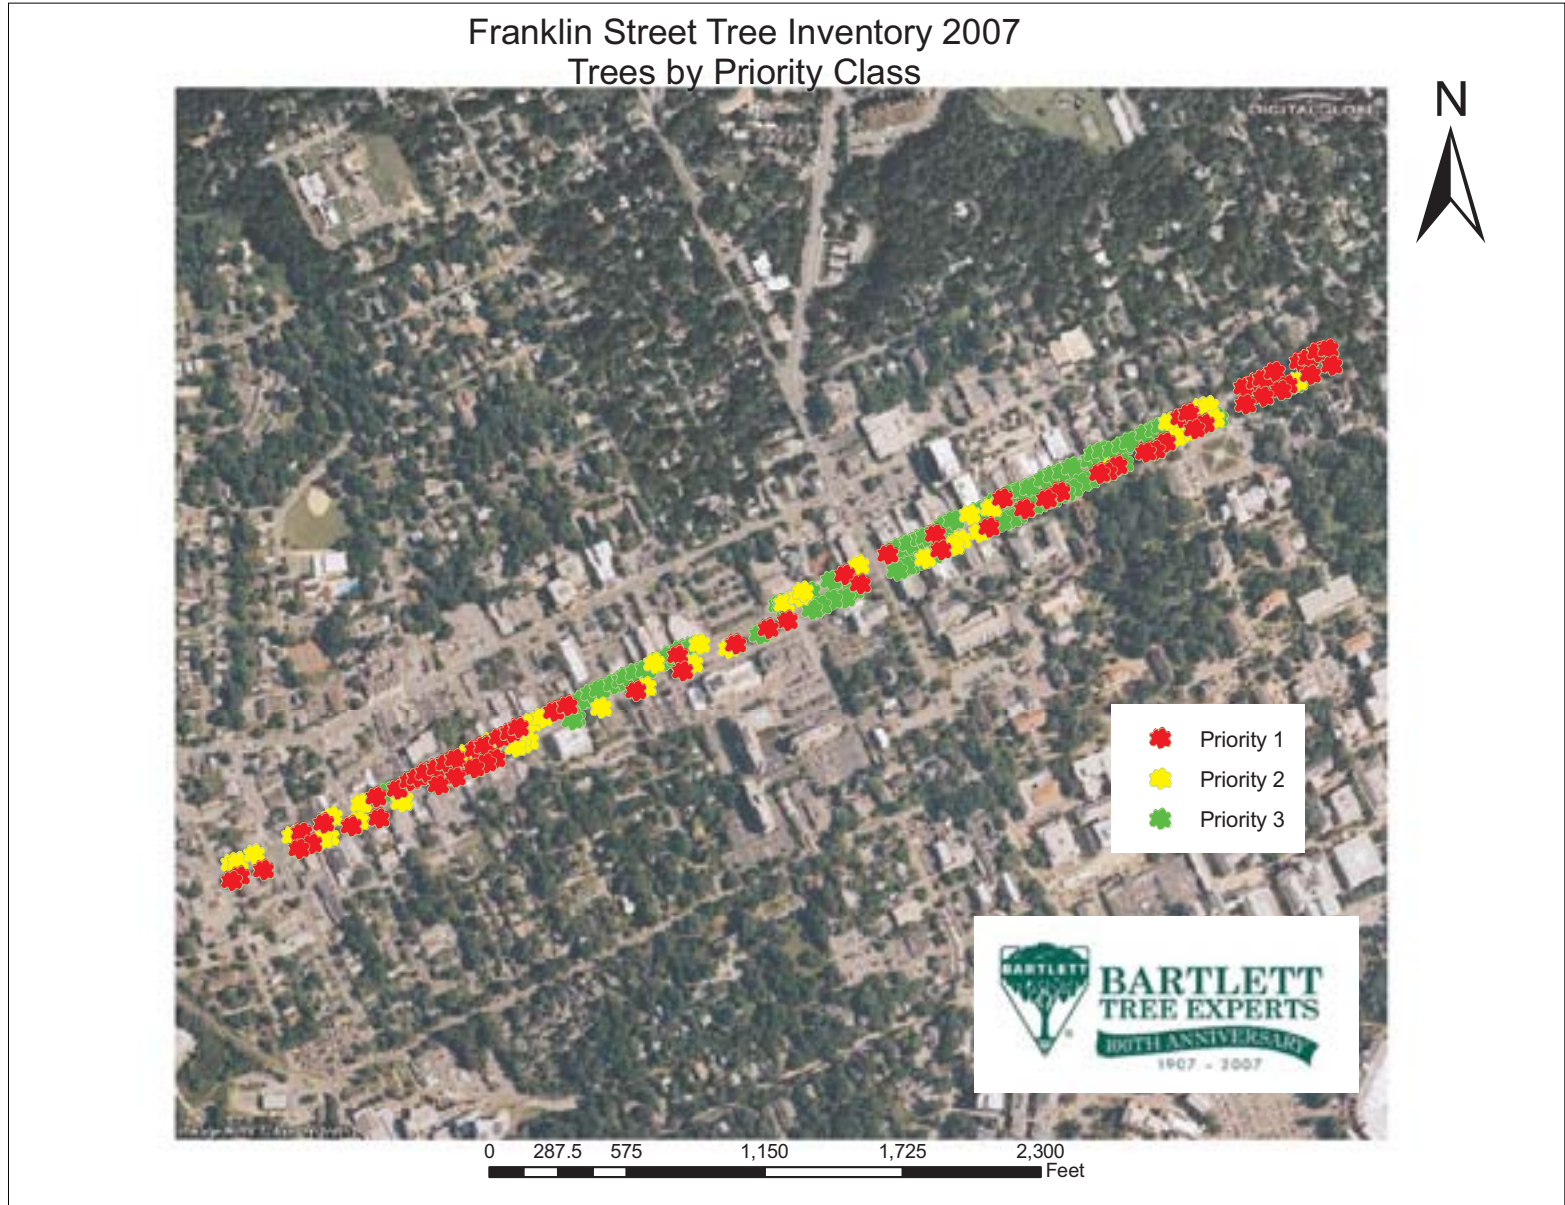 Franklin Street Tree Inventory 2007
Trees by Priority Class
DIGITALGLOBE
N
Priority 1
Priority 2
Priority 3
BARTLETT
BARTLETT
TREE EXPERTS
100TH ANNIVERSARY
1907 - 2007
0 287.5 575 1,150 1,725 2,300
Feet